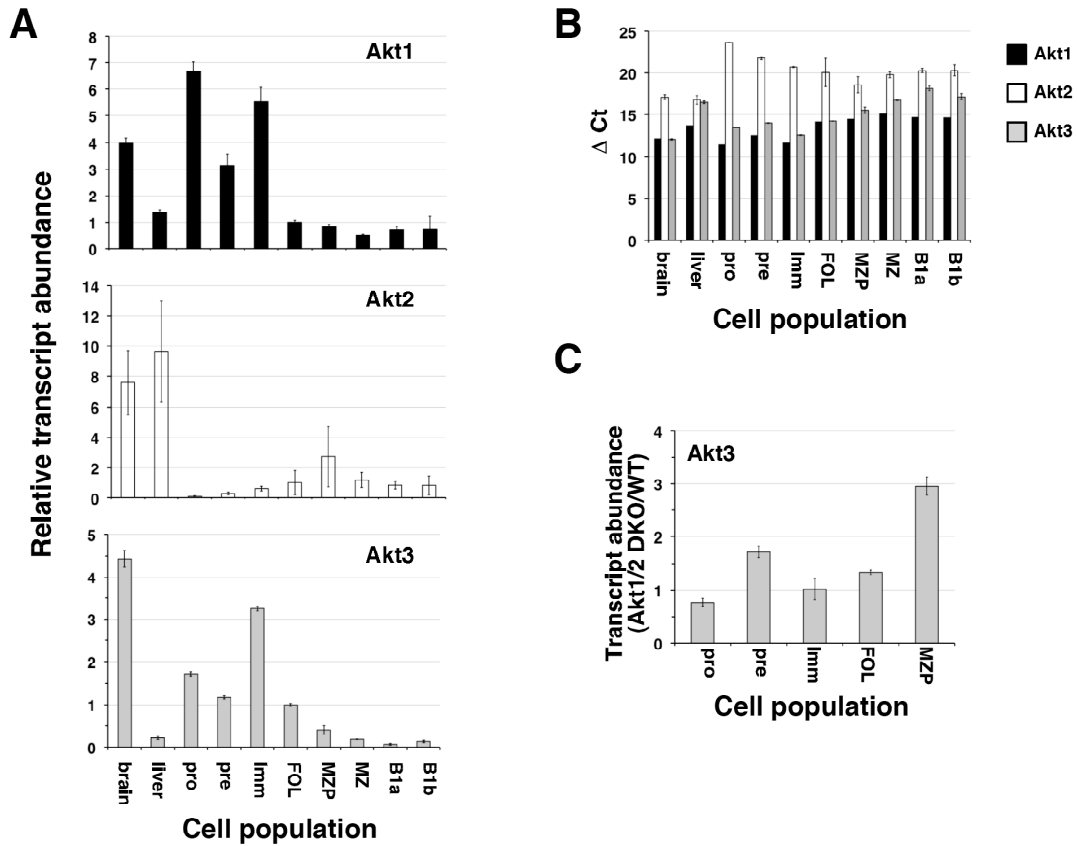 A
Relative transcript abundance
Akt1
8
7
6
5
4
3
2
1
0
Akt2
14
12
10
8
6
4
2
0
Akt3
5
4
3
2
1
0
brain
liver
pro
pre
Imm
FOL
MZP
MZ
B1a
B1b
Cell population
B
Δ Ct
25
20
15
10
5
0
brain
liver
pro
pre
Imm
FOL
MZP
MZ
B1a
B1b
Cell population
Akt1
Akt2
Akt3
C
Transcript abundance
(Akt1/2 DKO/WT)
Akt3
4
3
2
1
0
pro
pre
Imm
FOL
MZP
Cell population